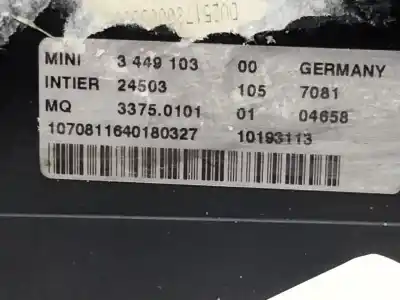 MINI 3 449 103 00 GERMANY
INTIER 24503 105 7081
MQ 3375.0101 01 04658
1070811640180327 10193113